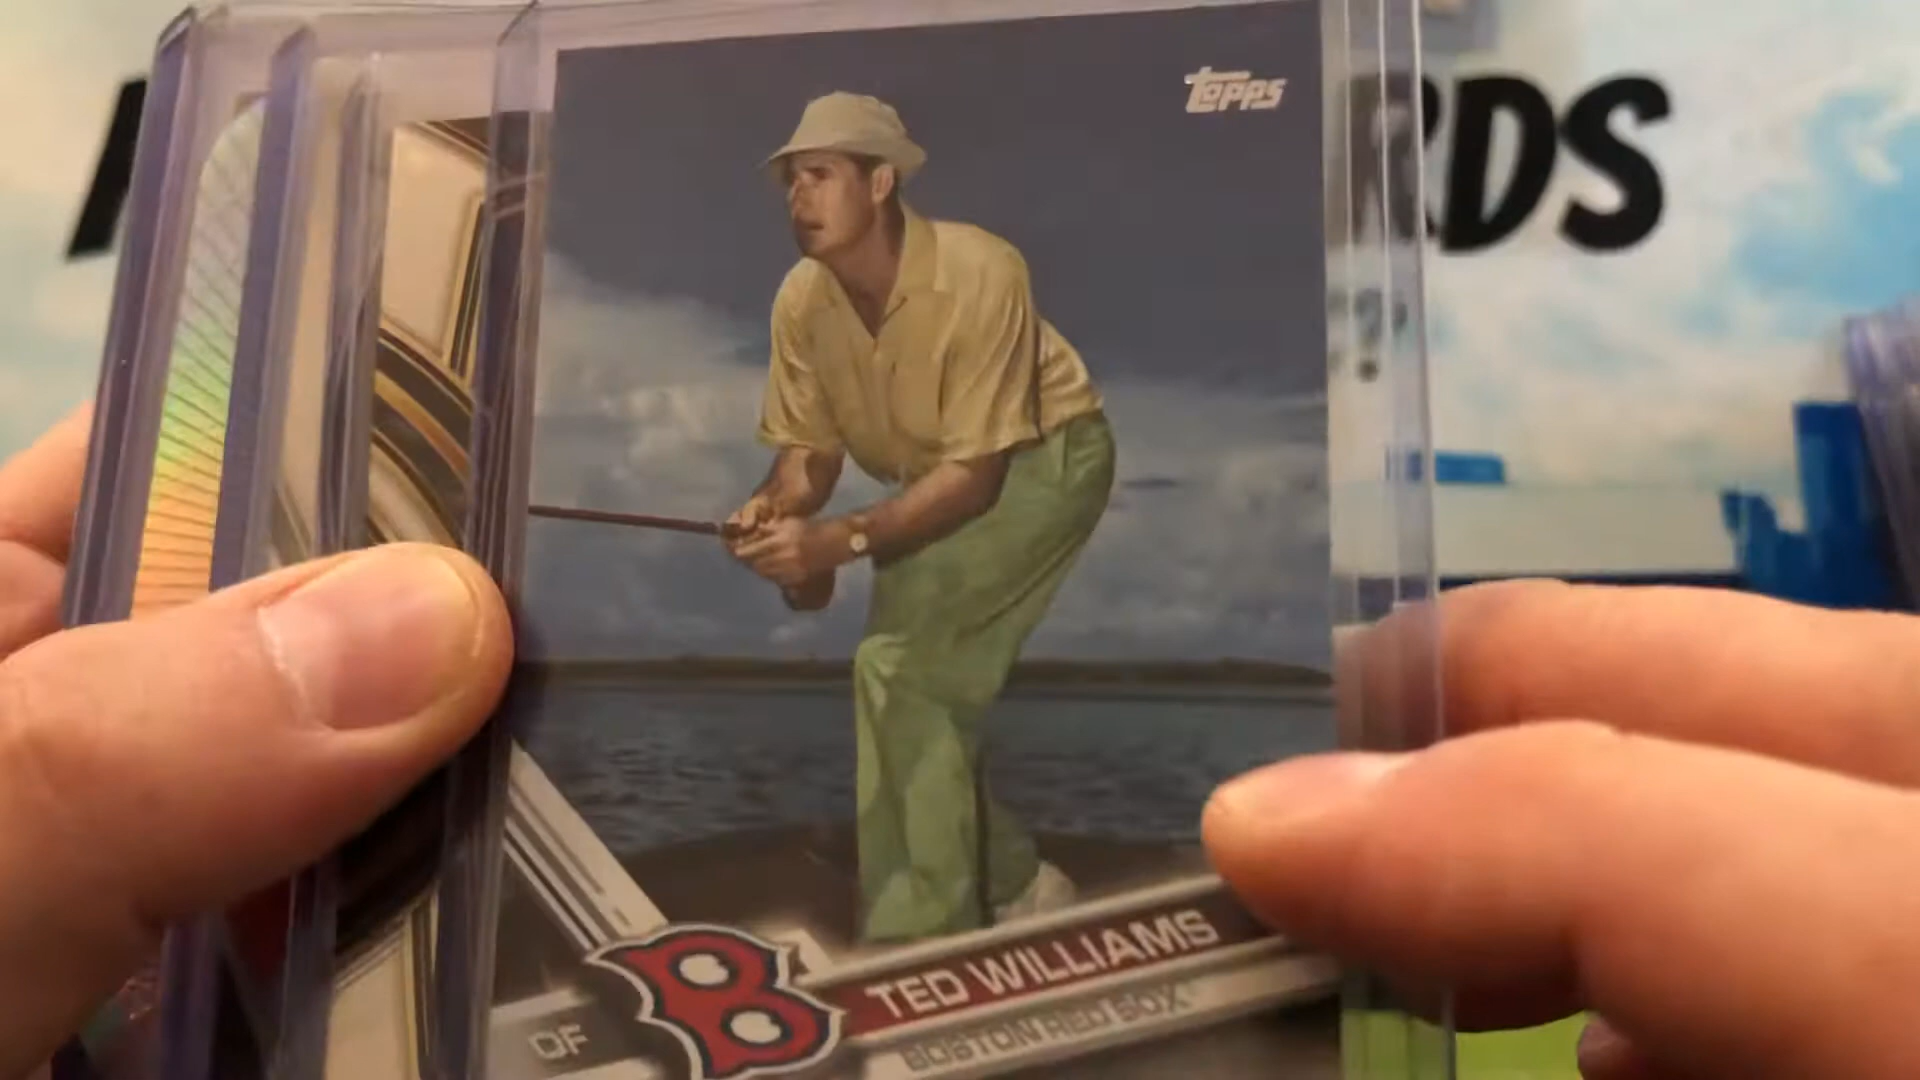 Topps
RDS
?
TED WILLIAMS
OF
B
BOSTON RED SOX